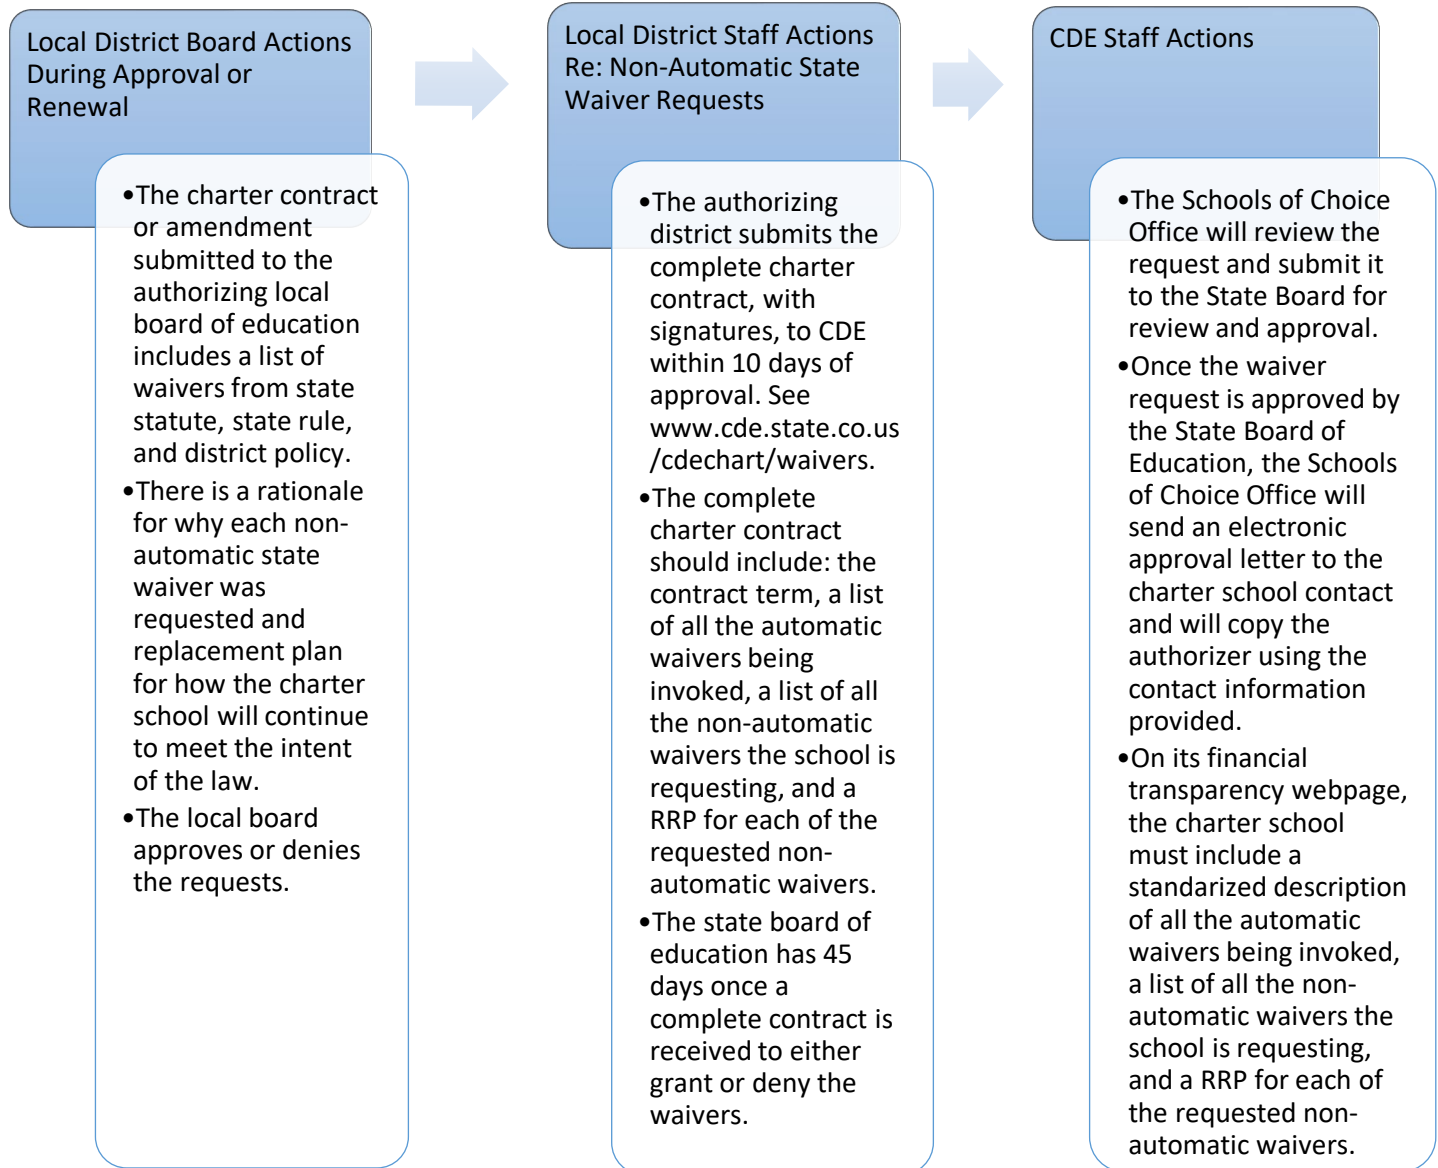 Local District Board Actions
During Approval or
Renewal
•The charter contract
or amendment
submitted to the
authorizing local
board of education
includes a list of
waivers from state
statute, state rule,
and district policy.
•There is a rationale
for why each non-
automatic state
waiver was
requested and
replacement plan
for how the charter
school will continue
to meet the intent
of the law.
•The local board
approves or denies
the requests.
Local District Staff Actions
Re: Non-Automatic State
Waiver Requests
•The authorizing
district submits the
complete charter
contract, with
signatures, to CDE
within 10 days of
approval. See
www.cde.state.co.us
/cdechart/waivers.
•The complete
charter contract
should include: the
contract term, a list
of all the automatic
waivers being
invoked, a list of all
the non-automatic
waivers the school is
requesting, and a
RRP for each of the
requested non-
automatic waivers.
•The state board of
education has 45
days once a
complete contract is
received to either
grant or deny the
waivers.
CDE Staff Actions
•The Schools of Choice
Office will review the
request and submit it
to the State Board for
review and approval.
•Once the waiver
request is approved by
the State Board of
Education, the Schools
of Choice Office will
send an electronic
approval letter to the
charter school contact
and will copy the
authorizer using the
contact information
provided.
•On its financial
transparency webpage,
the charter school
must include a
standarized description
of all the automatic
waivers being invoked,
a list of all the non-
automatic waivers the
school is requesting,
and a RRP for each of
the requested non-
automatic waivers.